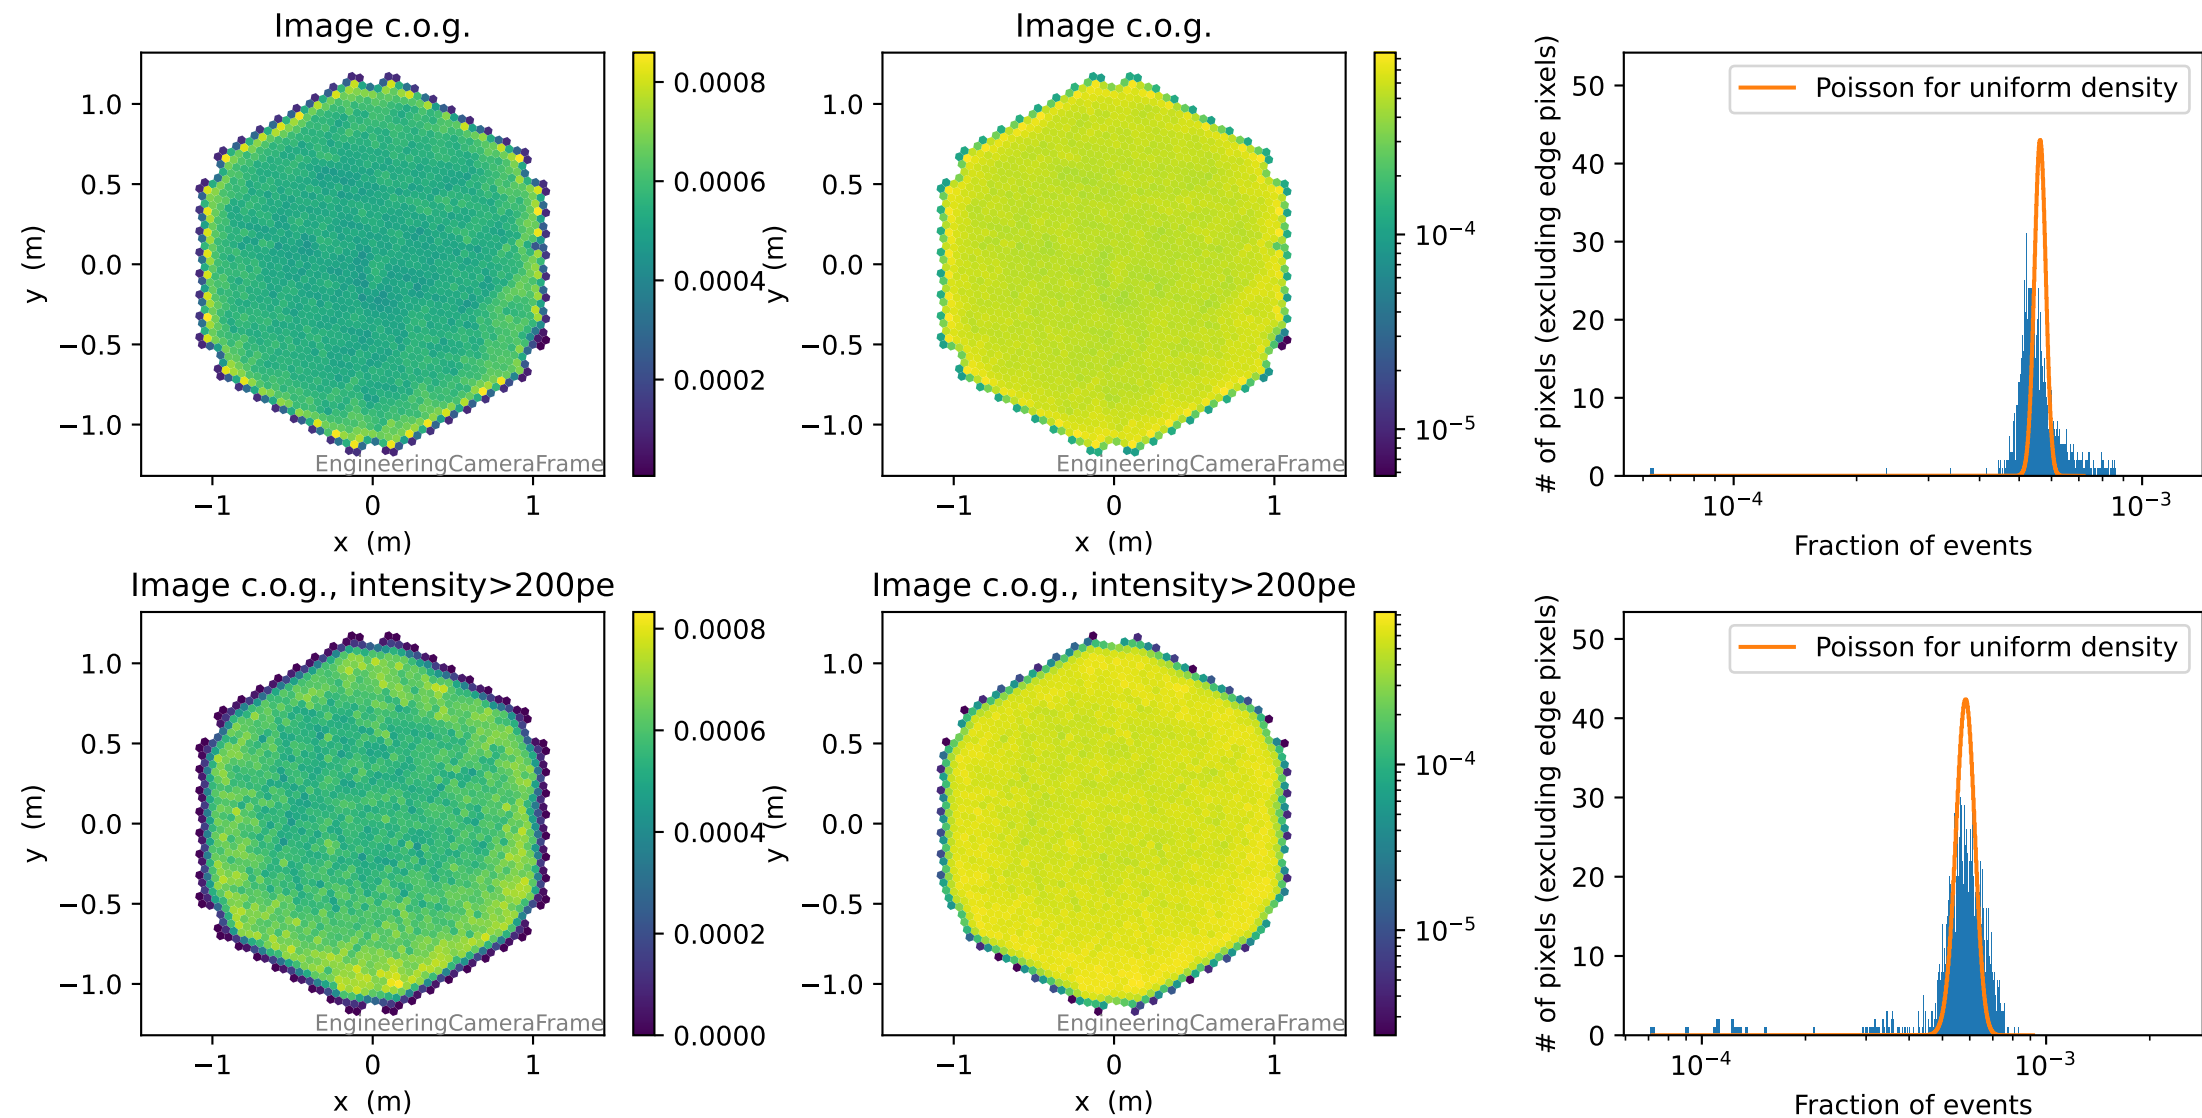 Image c.o.g.
1.0
0.5
0.0
−0.5
−1.0
y (m)
−1
0
1
x (m)
EngineeringCameraFrame
0.0008
0.0006
0.0004
0.0002
Image c.o.g.
1.0
0.5
0.0
−0.5
−1.0
y (m)
−1
0
1
x (m)
EngineeringCameraFrame
10⁻⁴
10⁻⁵
Poisson for uniform density
50
40
30
20
10
0
# of pixels (excluding edge pixels)
10⁻⁴
10⁻³
Fraction of events
Image c.o.g., intensity>200pe
1.0
0.5
0.0
−0.5
−1.0
y (m)
−1
0
1
x (m)
EngineeringCameraFrame
0.0008
0.0006
0.0004
0.0002
0.0000
Image c.o.g., intensity>200pe
1.0
0.5
0.0
−0.5
−1.0
y (m)
−1
0
1
x (m)
EngineeringCameraFrame
10⁻⁴
10⁻⁵
Poisson for uniform density
50
40
30
20
10
0
# of pixels (excluding edge pixels)
10⁻⁴
10⁻³
Fraction of events